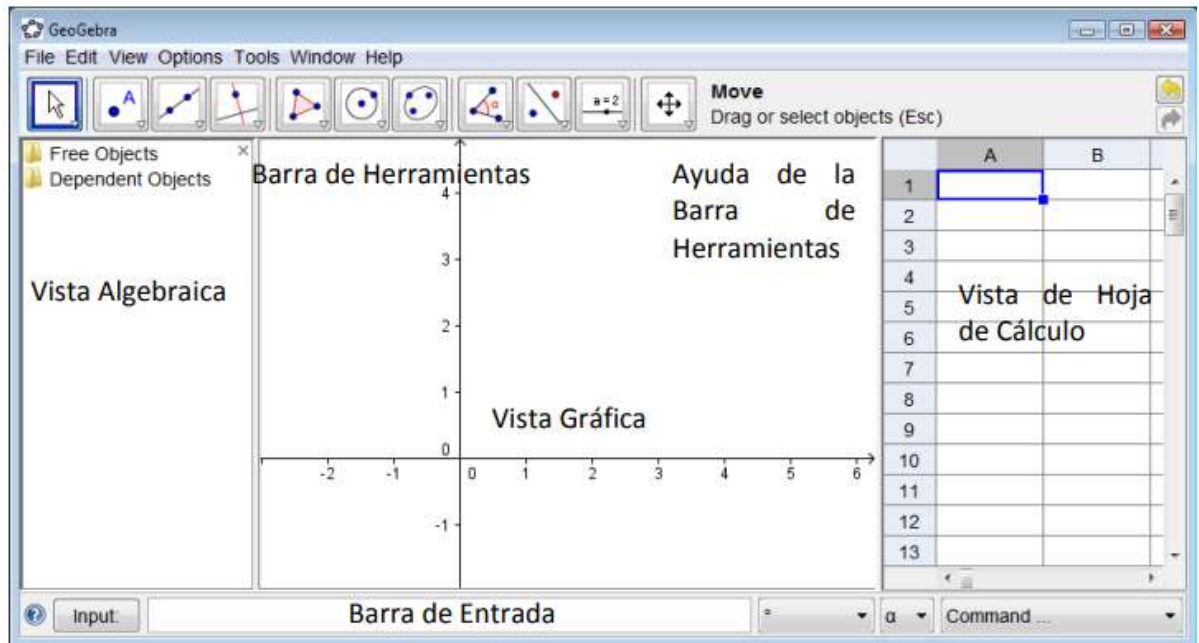 GeoGebra
File Edit View Options Tools Window Help
A
α
a=2
Move
Drag or select objects (Esc)
Free Objects
Dependent Objects
Vista Algebraica
Barra de Herramientas
Ayuda de la
Barra de
Herramientas
4
3
2
1
0
-2 -1 0 1 2 3 4 5 6
-1
Vista Gráfica
A B
1
2
3
4
5
6
7
8
9
10
11
12
13
Vista de Hoja
de Cálculo
Input:
Barra de Entrada
α
Command ...